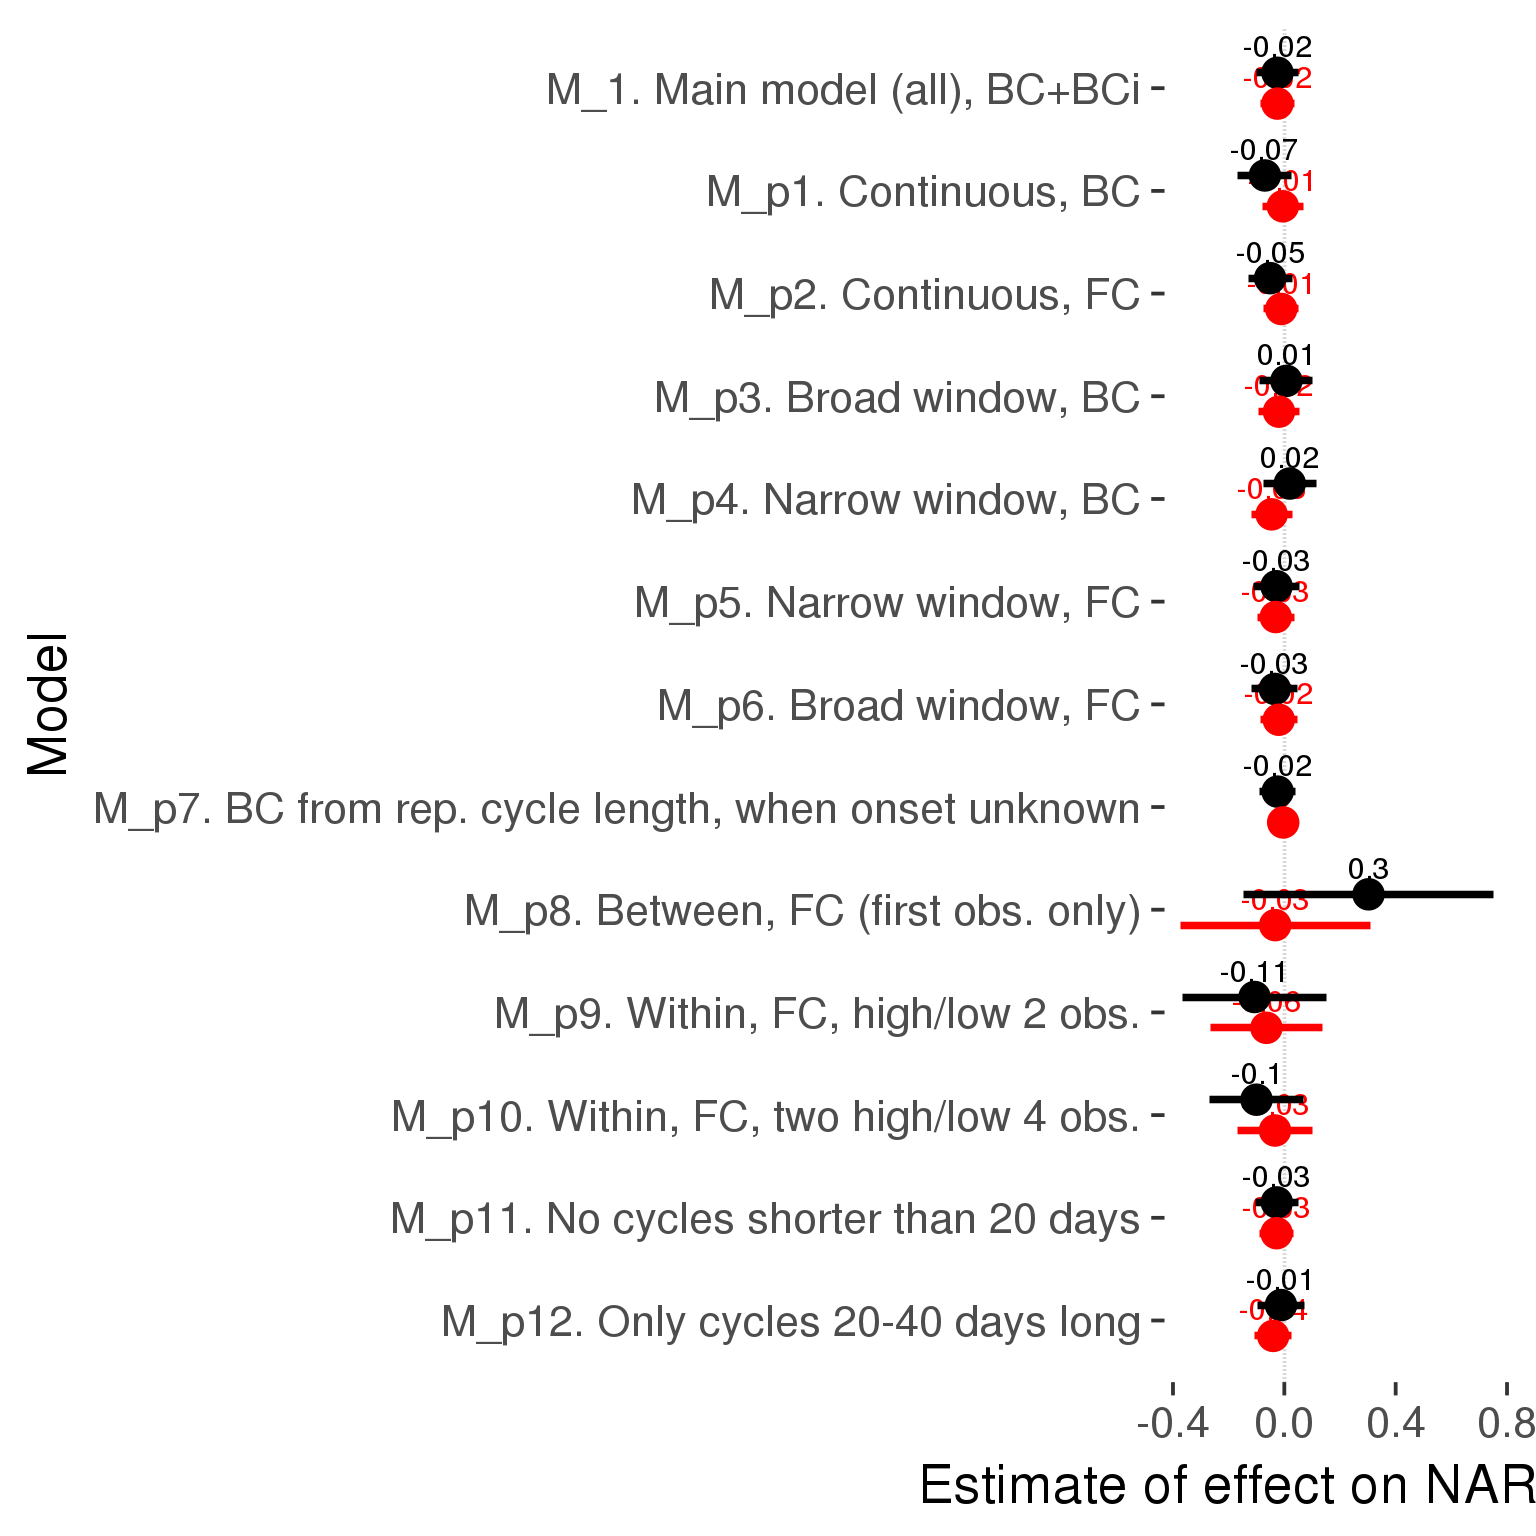 -0.02
M_1. Main model (all), BC+BCi
-0.07
M_p1. Continuous, BC
-0.05
M_p2. Continuous, FC
0.01
M_p3. Broad window, BC
0.02
M_p4. Narrow window, BC
-0.03
M_p5. Narrow window, FC
-0.03
M_p6. Broad window, FC
-0.02
M_p7. BC from rep. cycle length, when onset unknown
0.3
-0.03
M_p8. Between, FC (first obs. only)
-0.11
M_p9. Within, FC, high/low 2 obs.
-0.1
M_p10. Within, FC, two high/low 4 obs.
-0.03
M_p11. No cycles shorter than 20 days
-0.01
M_p12. Only cycles 20-40 days long
Model
-0.4 0.0 0.4 0.8
Estimate of effect on NAR